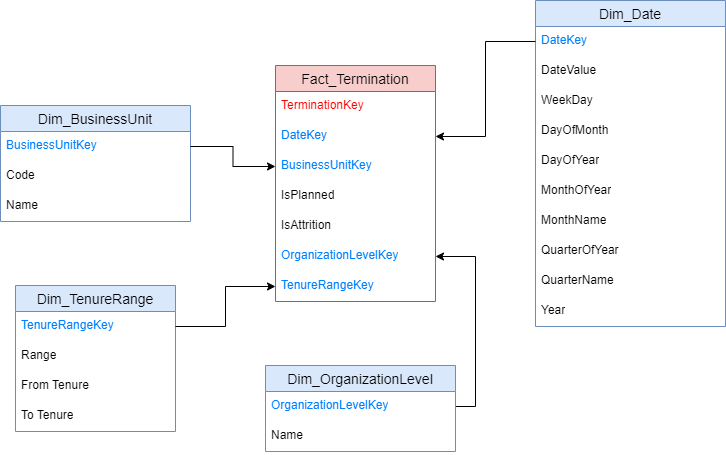 Dim_Date
DateKey
DateValue
WeekDay
DayOfMonth
DayOfYear
MonthOfYear
MonthName
QuarterOfYear
QuarterName
Year
Fact_Termination
TerminationKey
DateKey
BusinessUnitKey
IsPlanned
IsAttrition
OrganizationLevelKey
TenureRangeKey
Dim_BusinessUnit
BusinessUnitKey
Code
Name
Dim_TenureRange
TenureRangeKey
Range
From Tenure
To Tenure
Dim_OrganizationLevel
OrganizationLevelKey
Name